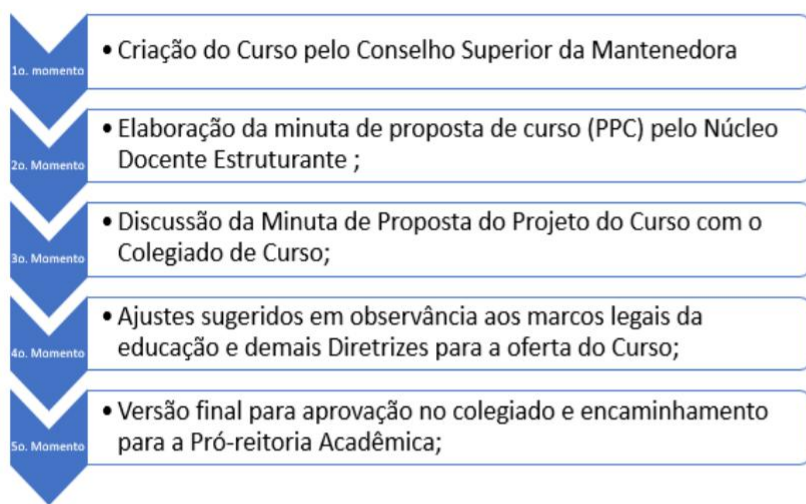 1o. momento
• Criação do Curso pelo Conselho Superior da Mantenedora
2o. Momento
• Elaboração da minuta de proposta de curso (PPC) pelo Núcleo
Docente Estruturante ;
3o. Momento
• Discussão da Minuta de Proposta do Projeto do Curso com o
Colegiado de Curso;
4o. Momento
• Ajustes sugeridos em observância aos marcos legais da
educação e demais Diretrizes para a oferta do Curso;
5o. Momento
• Versão final para aprovação no colegiado e encaminhamento
para a Pró-reitoria Acadêmica;